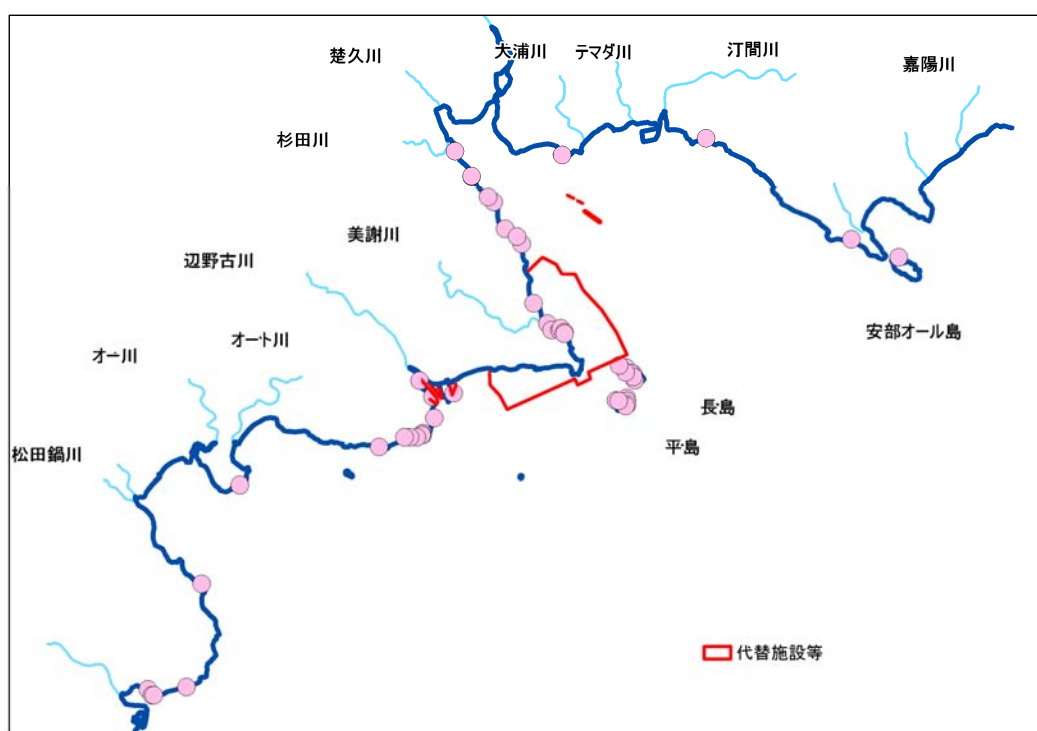 楚久川
大浦川
テマダ川
汀間川
嘉陽川
杉田川
美謝川
辺野古川
安部オール島
オート川
オー川
長島
平島
松田鍋川
代替施設等